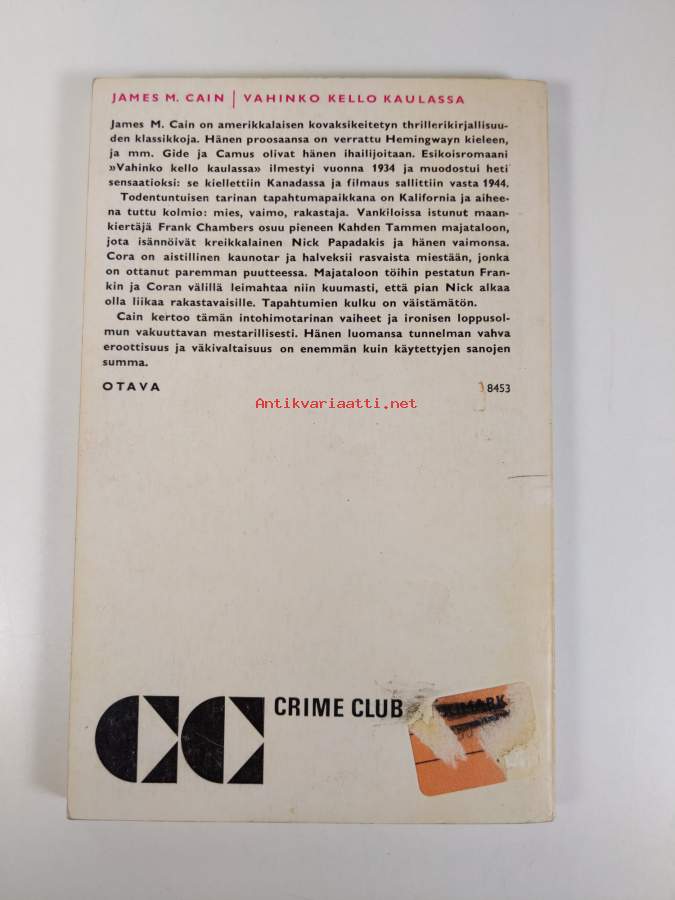 JAMES M. CAIN | VAHINKO KELLO KAULASSA
James M. Cain on amerikkalaisen kovaksikeitetyn thrillerikirjallisuu-
den klassikkoja. Hänen proosaansa on verrattu Hemingwayn kieleen,
ja mm. Gide ja Camus olivat hänen ihailijoitaan. Esikoisromaani
»Vahinko kello kaulassa» ilmestyi vuonna 1934 ja muodostui heti
sensaatioksi: se kiellettiin Kanadassa ja filmaus sallittiin vasta 1944.
Todentuntuisen tarinan tapahtumapaikkana on Kalifornia ja aihee-
na tuttu kolmio: mies, vaimo, rakastaja. Vankiloissa istunut maan-
kiertäjä Frank Chambers osuu pieneen Kahden Tammen majataloon,
jota isännöivät kreikkalainen Nick Papadakis ja hänen vaimonsa.
Cora on aistillinen kaunotar ja halveksii rasvaista miestään, jonka
on ottanut paremman puutteessa. Majataloon töihin pestatun Fran-
kin ja Coran välillä leimahtaa niin kuumasti, että pian Nick alkaa
olla liikaa rakastavaisille. Tapahtumien kulku on väistämätön.
Cain kertoo tämän intohimotarinan vaiheet ja ironisen loppusol-
mun vakuuttavan mestarillisesti. Hänen luomansa tunnelman vahva
eroottisuus ja väkivaltaisuus on enemmän kuin käytettyjen sanojen
summa.
OTAVA 8453
Antikvariaatti.net
CRIME CLUB